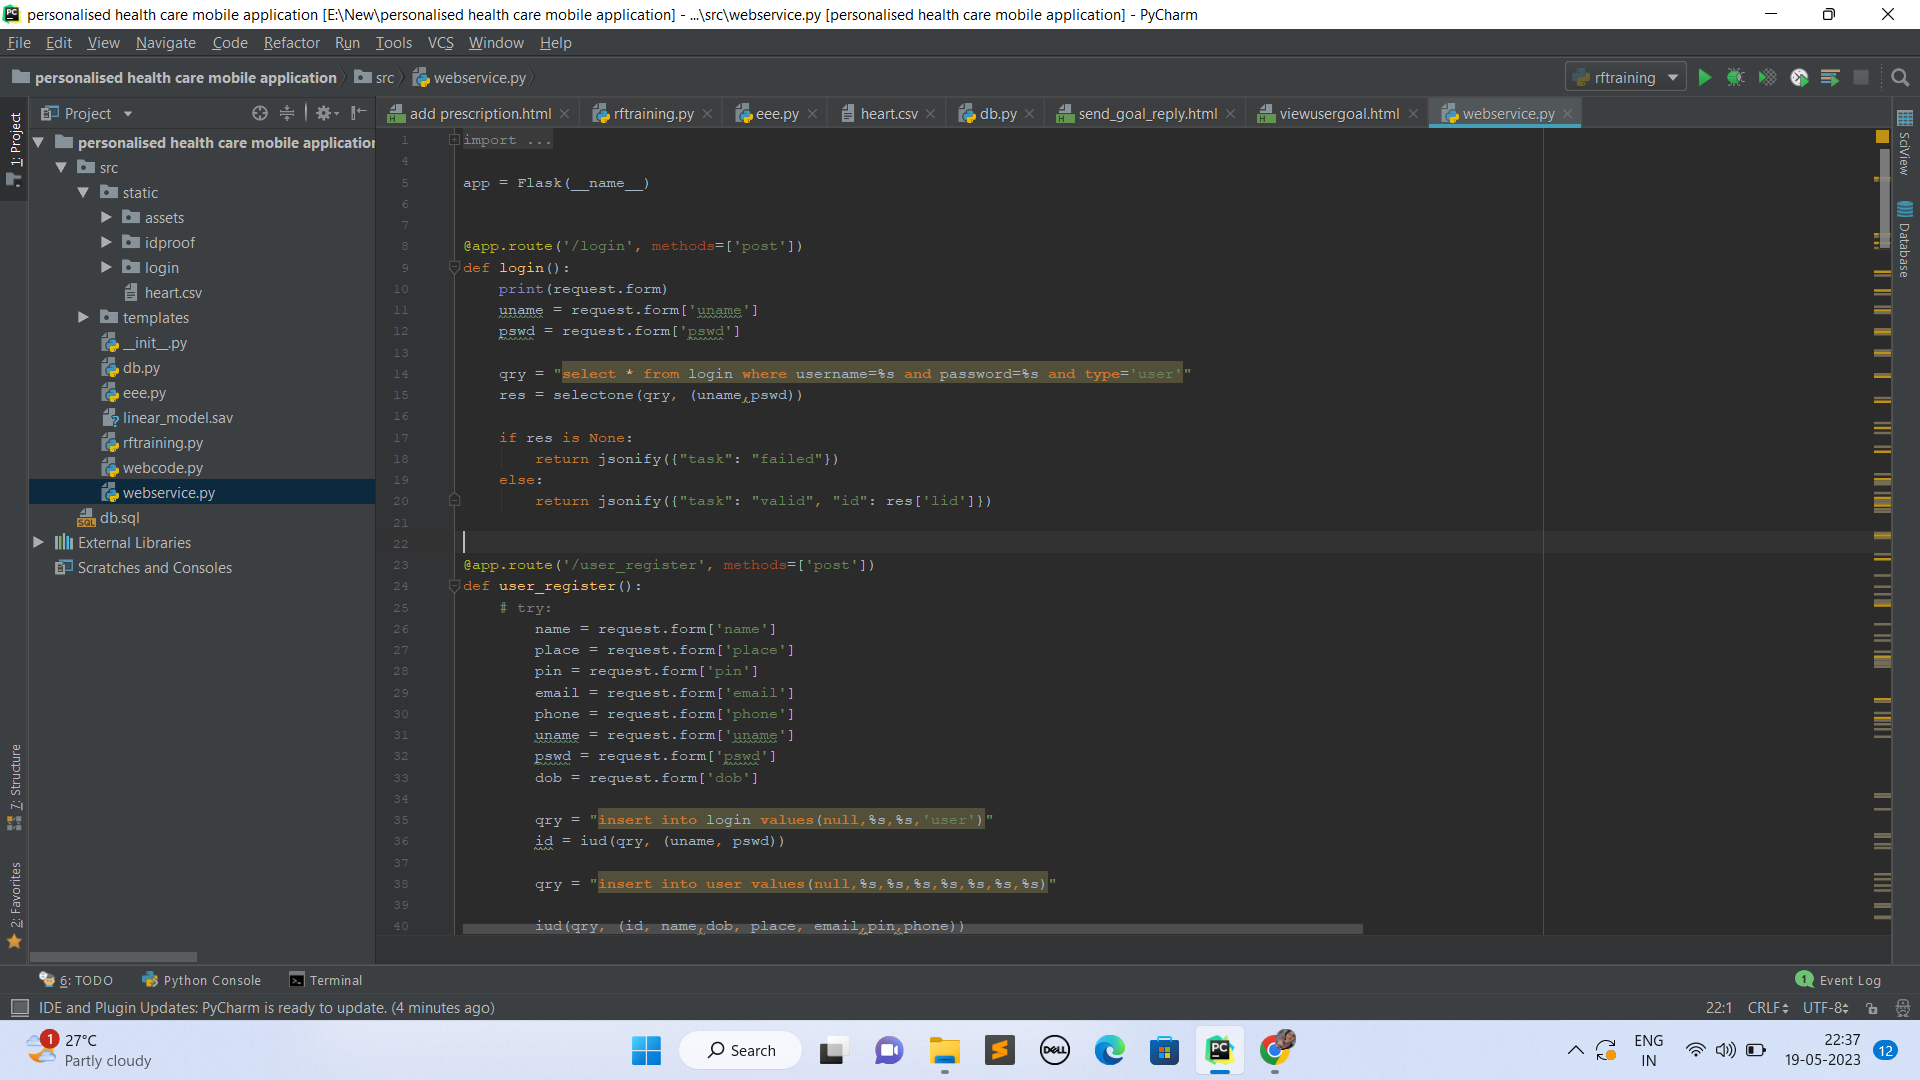 personalised health care mobile application [E:\New\personalised health care mobile application] - ...\src\webservice.py [personalised health care mobile application] - PyCharm
File Edit View Navigate Code Refactor Run Tools VCS Window Help
personalised health care mobile application src webservice.py
rftraining
Project
add prescription.html rftraining.py eee.py heart.csv db.py send_goal_reply.html viewusergoal.html webservice.py
1: Project
7: Structure
2: Favorites
personalised health care mobile application
src
static
assets
idproof
login
heart.csv
templates
__init__.py
db.py
eee.py
linear_model.sav
rftraining.py
webcode.py
webservice.py
db.sql
External Libraries
Scratches and Consoles
1 import ...
4
5 app = Flask(__name__)
6
7
8 @app.route('/login', methods=['post'])
9 def login():
10 print(request.form)
11 uname = request.form['uname']
12 pswd = request.form['pswd']
13
14 qry = "select * from login where username=%s and password=%s and type='user'"
15 res = selectone(qry, (uname,pswd))
16
17 if res is None:
18 return jsonify({"task": "failed"})
19 else:
20 return jsonify({"task": "valid", "id": res['lid']})
21
22
23 @app.route('/user_register', methods=['post'])
24 def user_register():
25 # try:
26 name = request.form['name']
27 place = request.form['place']
28 pin = request.form['pin']
29 email = request.form['email']
30 phone = request.form['phone']
31 uname = request.form['uname']
32 pswd = request.form['pswd']
33 dob = request.form['dob']
34
35 qry = "insert into login values(null,%s,%s,'user')"
36 id = iud(qry, (uname, pswd))
37
38 qry = "insert into user values(null,%s,%s,%s,%s,%s,%s,%s)"
39
40 iud(qry, (id, name,dob, place, email,pin,phone))
SciView
Database
6: TODO Python Console Terminal
1 Event Log
IDE and Plugin Updates: PyCharm is ready to update. (4 minutes ago)
22:1 CRLF UTF-8
1
27°C
Partly cloudy
Search
DELL
PC
ENG
IN
22:37
19-05-2023
12